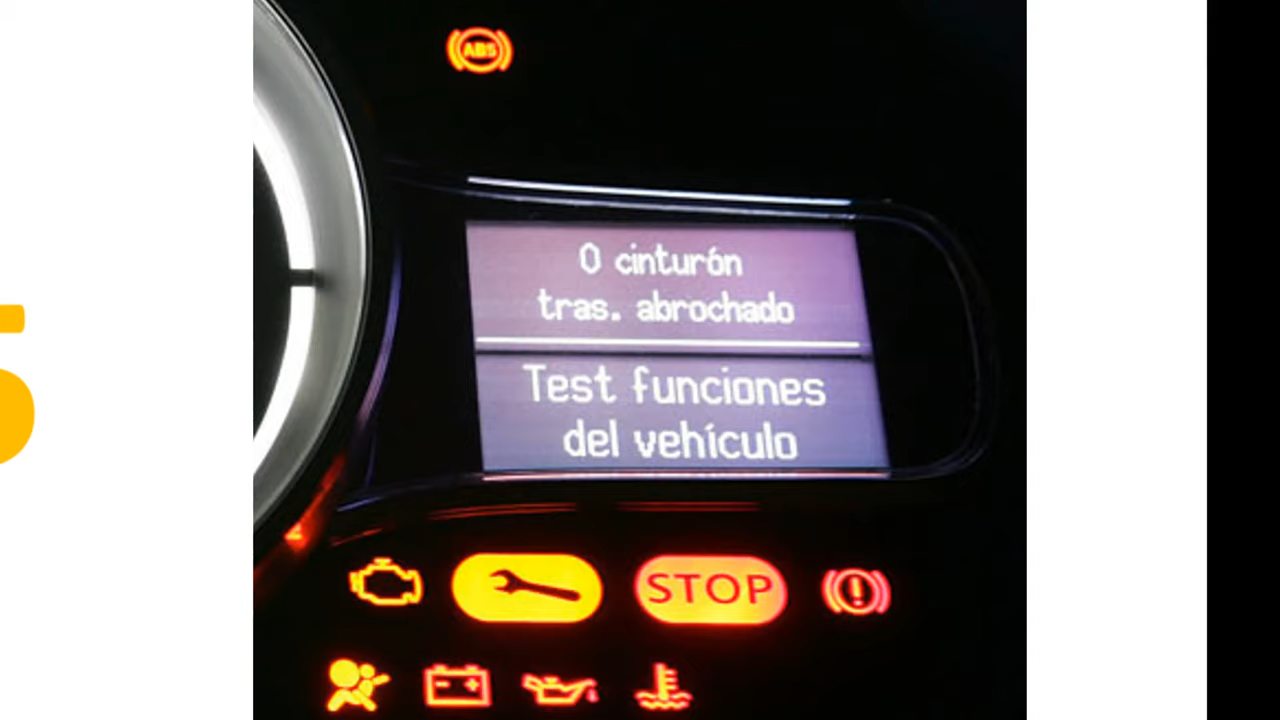 ABS
0 cinturón
tras. abrochado
Test funciones
del vehículo
STOP